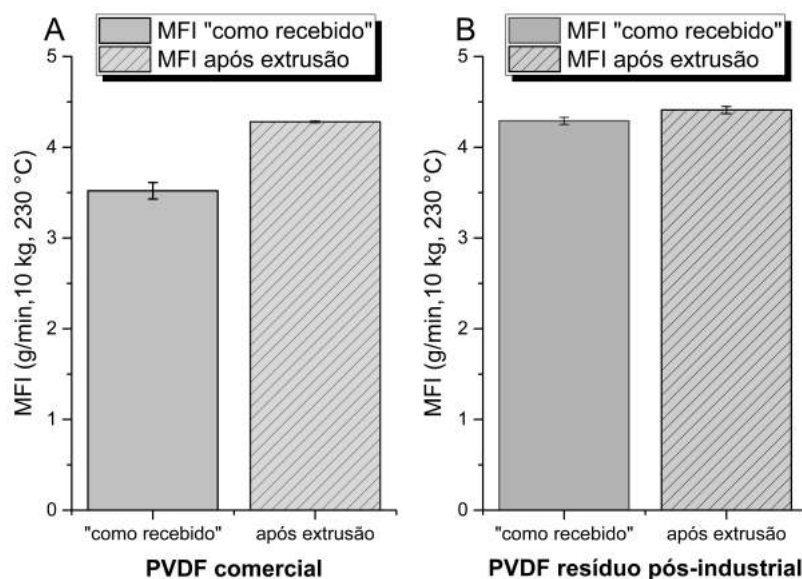 A
MFI "como recebido"
MFI após extrusão
5
4
3
2
1
0
MFI (g/min,10 kg, 230 °C)
"como recebido"
após extrusão
PVDF comercial
B
MFI "como recebido"
MFI após extrusão
5
4
3
2
1
0
MFI (g/min,10 kg, 230 °C)
"como recebido"
após extrusão
PVDF resíduo pós-industrial